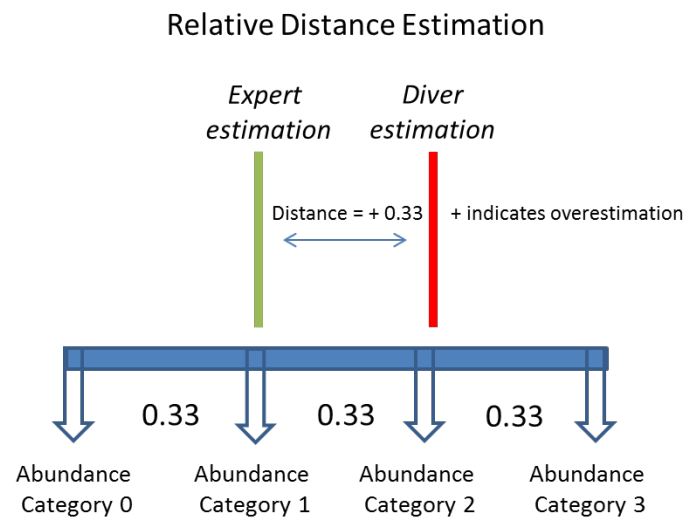 Relative Distance Estimation
Expert
estimation
Diver
estimation
Distance = + 0.33
+ indicates overestimation
0.33
0.33
0.33
Abundance
Category 0
Abundance
Category 1
Abundance
Category 2
Abundance
Category 3